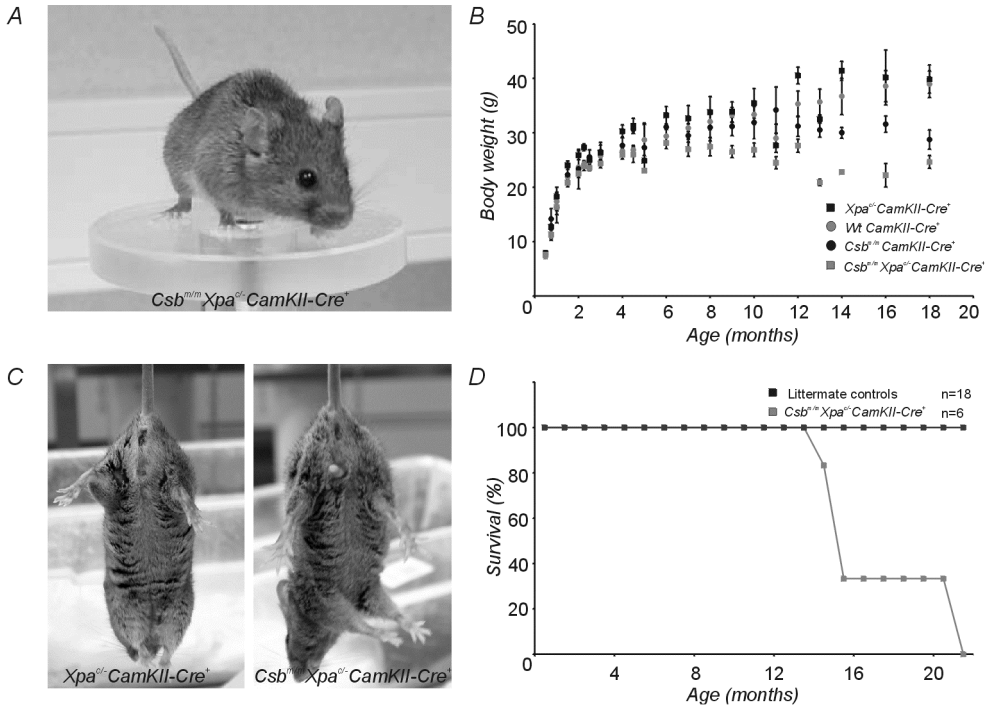 A
Csb^m/m Xpa^c/- CamKII-Cre^+
B
Body weight (g)
50
40
30
20
10
0
2 4 6 8 10 12 14 16 18 20
Age (months)
Xpa^c/- CamKII-Cre^+
Wt CamKII-Cre^+
Csb^m/m CamKII-Cre^+
Csb^m/m Xpa^c/- CamKII-Cre^+
C
Xpa^c/- CamKII-Cre^+
Csb^m/m Xpa^c/- CamKII-Cre^+
D
Littermate controls n=18
Csb^m/m Xpa^c/- CamKII-Cre^+ n=6
Survival (%)
100
80
60
40
20
0
4 8 12 16 20
Age (months)